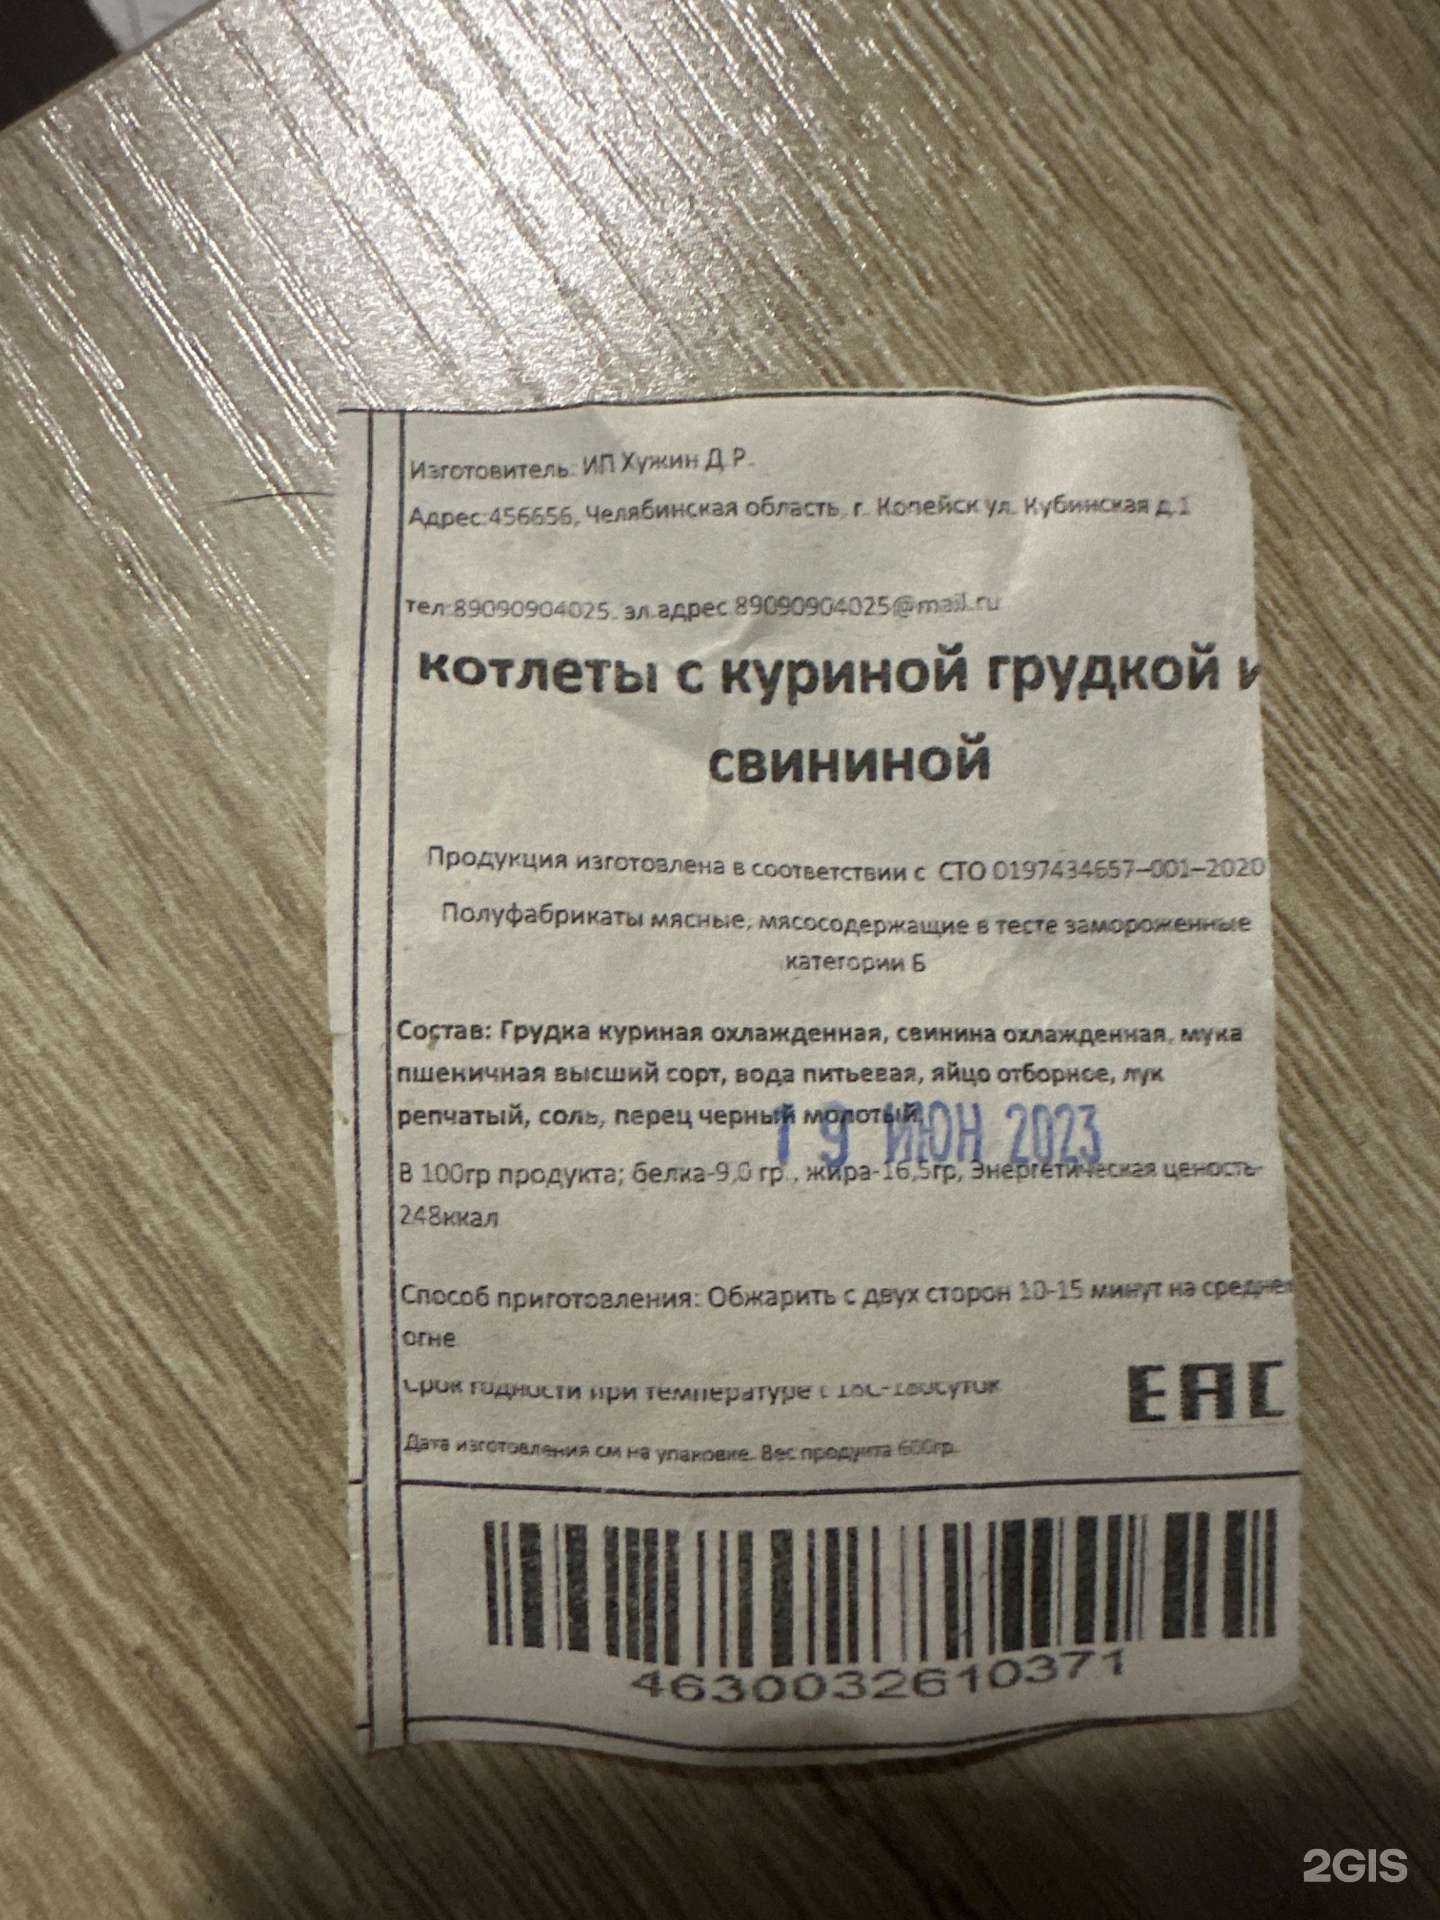 Изготовитель: ИП Хужин Д.Р.
Адрес:456656, Челябинская область, г. Копейск ул. Кубинская д.1
тел:89090904025, эл.адрес 89090904025@mail.ru
котлеты с куриной грудкой и
свининой
Продукция изготовлена в соответствии с СТО 0197434657–001–2020
Полуфабрикаты мясные, мясосодержащие в тесте замороженные
категории Б
Состав: Грудка куриная охлажденная, свинина охлажденная, мука
пшеничная высший сорт, вода питьевая, яйцо отборное, лук
репчатый, соль, перец черный молотый.
19 ИЮН 2023
В 100гр продукта; белка-9,0 гр., жира-16,5гр, Энергетическая ценость-
248ккал
Способ приготовления: Обжарить с двух сторон 10-15 минут на средне
огне
Срок годности при температуре
ЕАС
Дата изготовления см на упаковке. Вес продукта 600гр.
4630032610371
2GIS